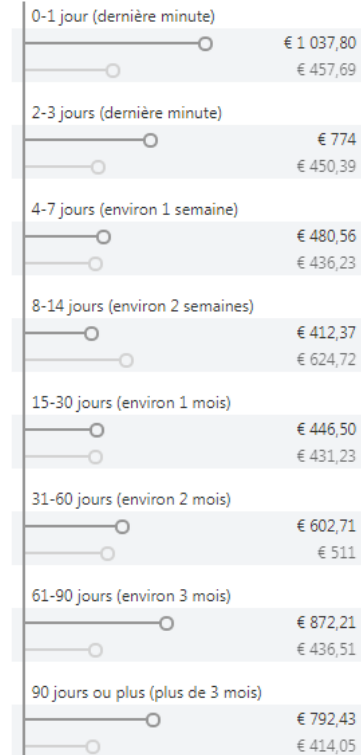 0-1 jour (dernière minute)
€ 1 037,80
€ 457,69
2-3 jours (dernière minute)
€ 774
€ 450,39
4-7 jours (environ 1 semaine)
€ 480,56
€ 436,23
8-14 jours (environ 2 semaines)
€ 412,37
€ 624,72
15-30 jours (environ 1 mois)
€ 446,50
€ 431,23
31-60 jours (environ 2 mois)
€ 602,71
€ 511
61-90 jours (environ 3 mois)
€ 872,21
€ 436,51
90 jours ou plus (plus de 3 mois)
€ 792,43
€ 414,05